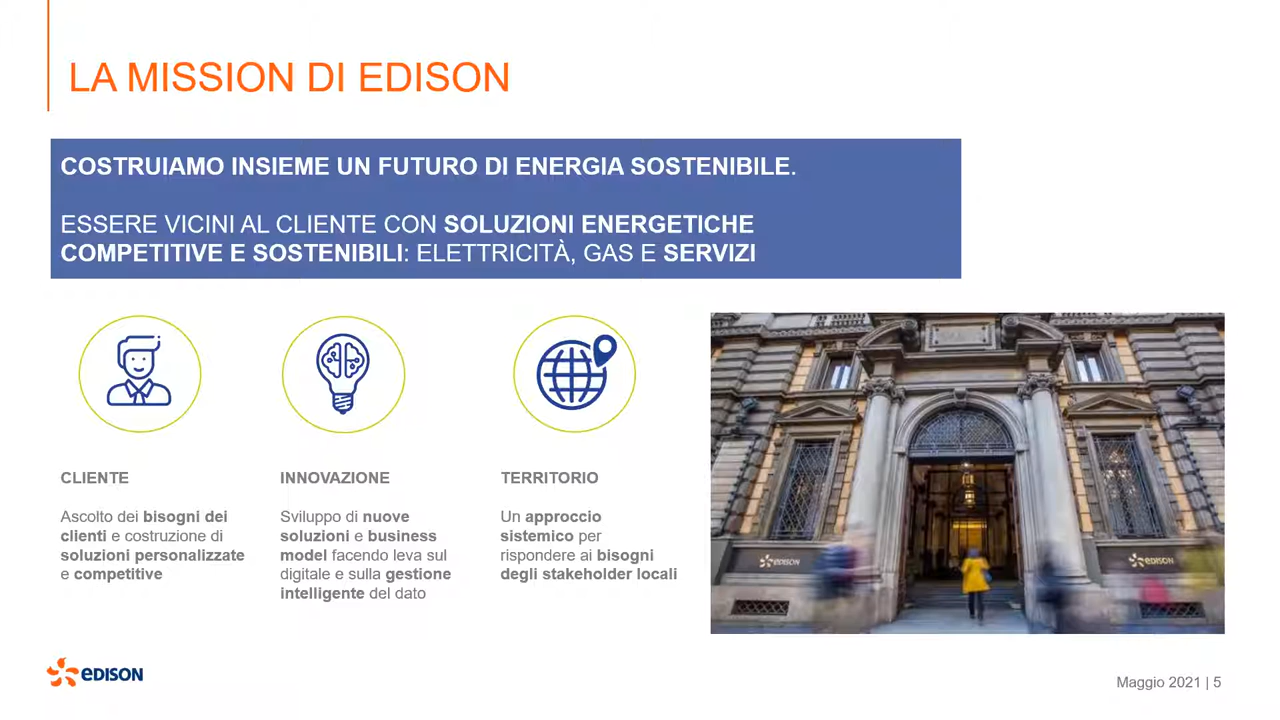 LA MISSION DI EDISON
COSTRUIAMO INSIEME UN FUTURO DI ENERGIA SOSTENIBILE.
ESSERE VICINI AL CLIENTE CON SOLUZIONI ENERGETICHE
COMPETITIVE E SOSTENIBILI: ELETTRICITÀ, GAS E SERVIZI
CLIENTE
Ascolto dei bisogni dei
clienti e costruzione di
soluzioni personalizzate
e competitive
INNOVAZIONE
Sviluppo di nuove
soluzioni e business
model facendo leva sul
digitale e sulla gestione
intelligente del dato
TERRITORIO
Un approccio
sistemico per
rispondere ai bisogni
degli stakeholder locali
EDISON
EDISON
EDISON
Maggio 2021 | 5